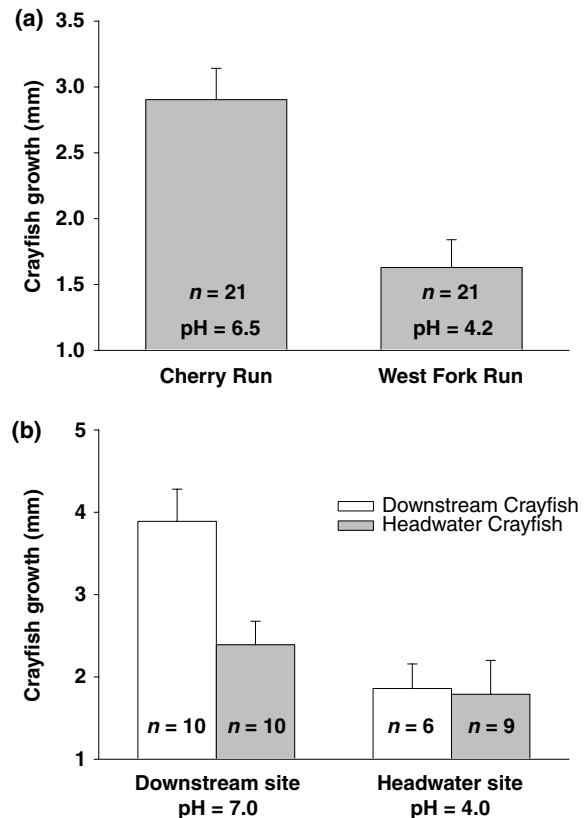 (a)
3.5
3.0
2.5
2.0
1.5
1.0
Crayfish growth (mm)
n = 21
pH = 6.5
n = 21
pH = 4.2
Cherry Run
West Fork Run
(b)
5
4
3
2
1
Crayfish growth (mm)
Downstream Crayfish
Headwater Crayfish
n = 10
n = 10
n = 6
n = 9
Downstream site
pH = 7.0
Headwater site
pH = 4.0